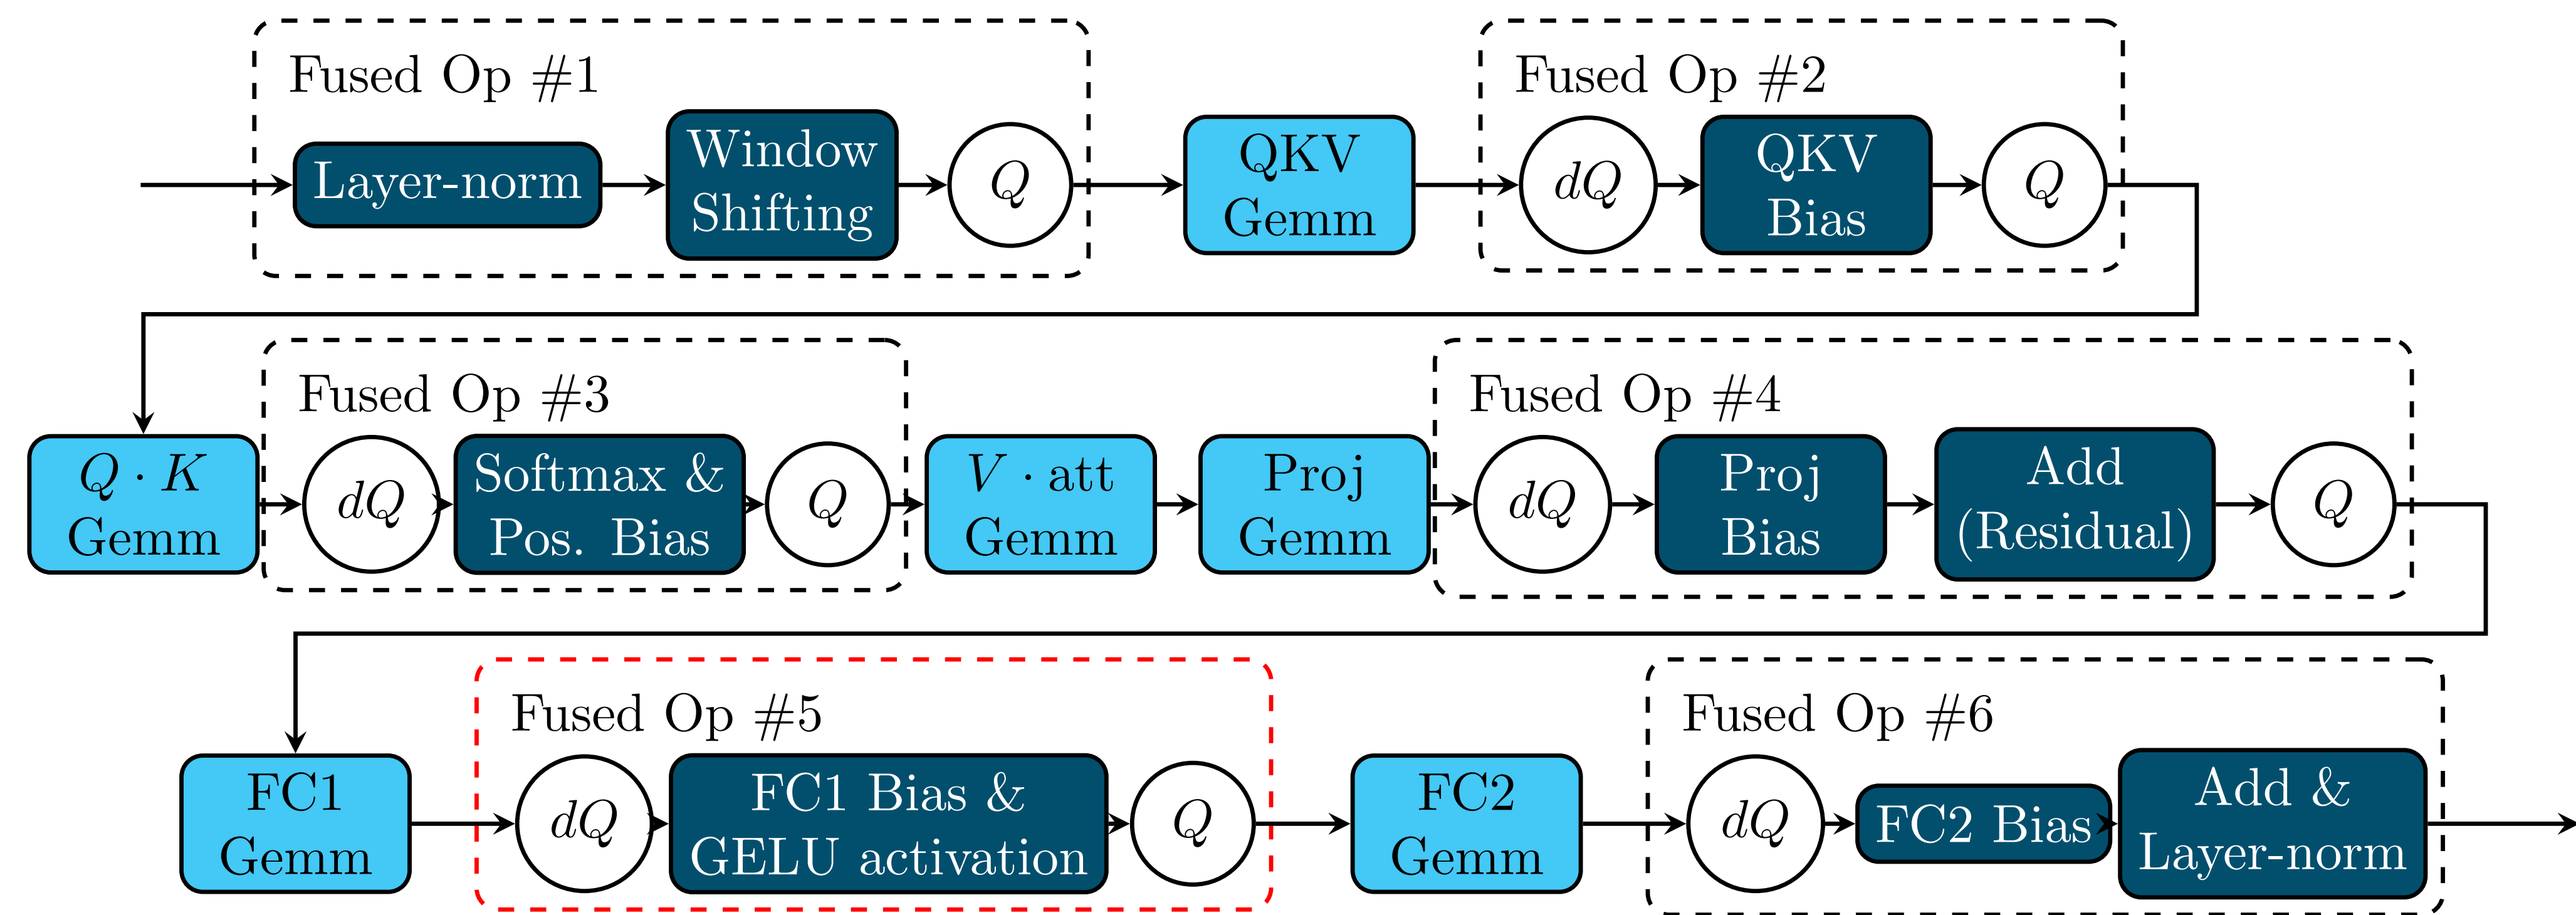 Fused Op #1
Layer-norm
Window
Shifting
Q
QKV
Gemm
Fused Op #2
dQ
QKV
Bias
Q
Q · K
Gemm
Fused Op #3
dQ
Softmax &
Pos. Bias
Q
V · att
Gemm
Proj
Gemm
Fused Op #4
dQ
Proj
Bias
Add
(Residual)
Q
FC1
Gemm
Fused Op #5
dQ
FC1 Bias &
GELU activation
Q
FC2
Gemm
Fused Op #6
dQ
FC2 Bias
Add &
Layer-norm